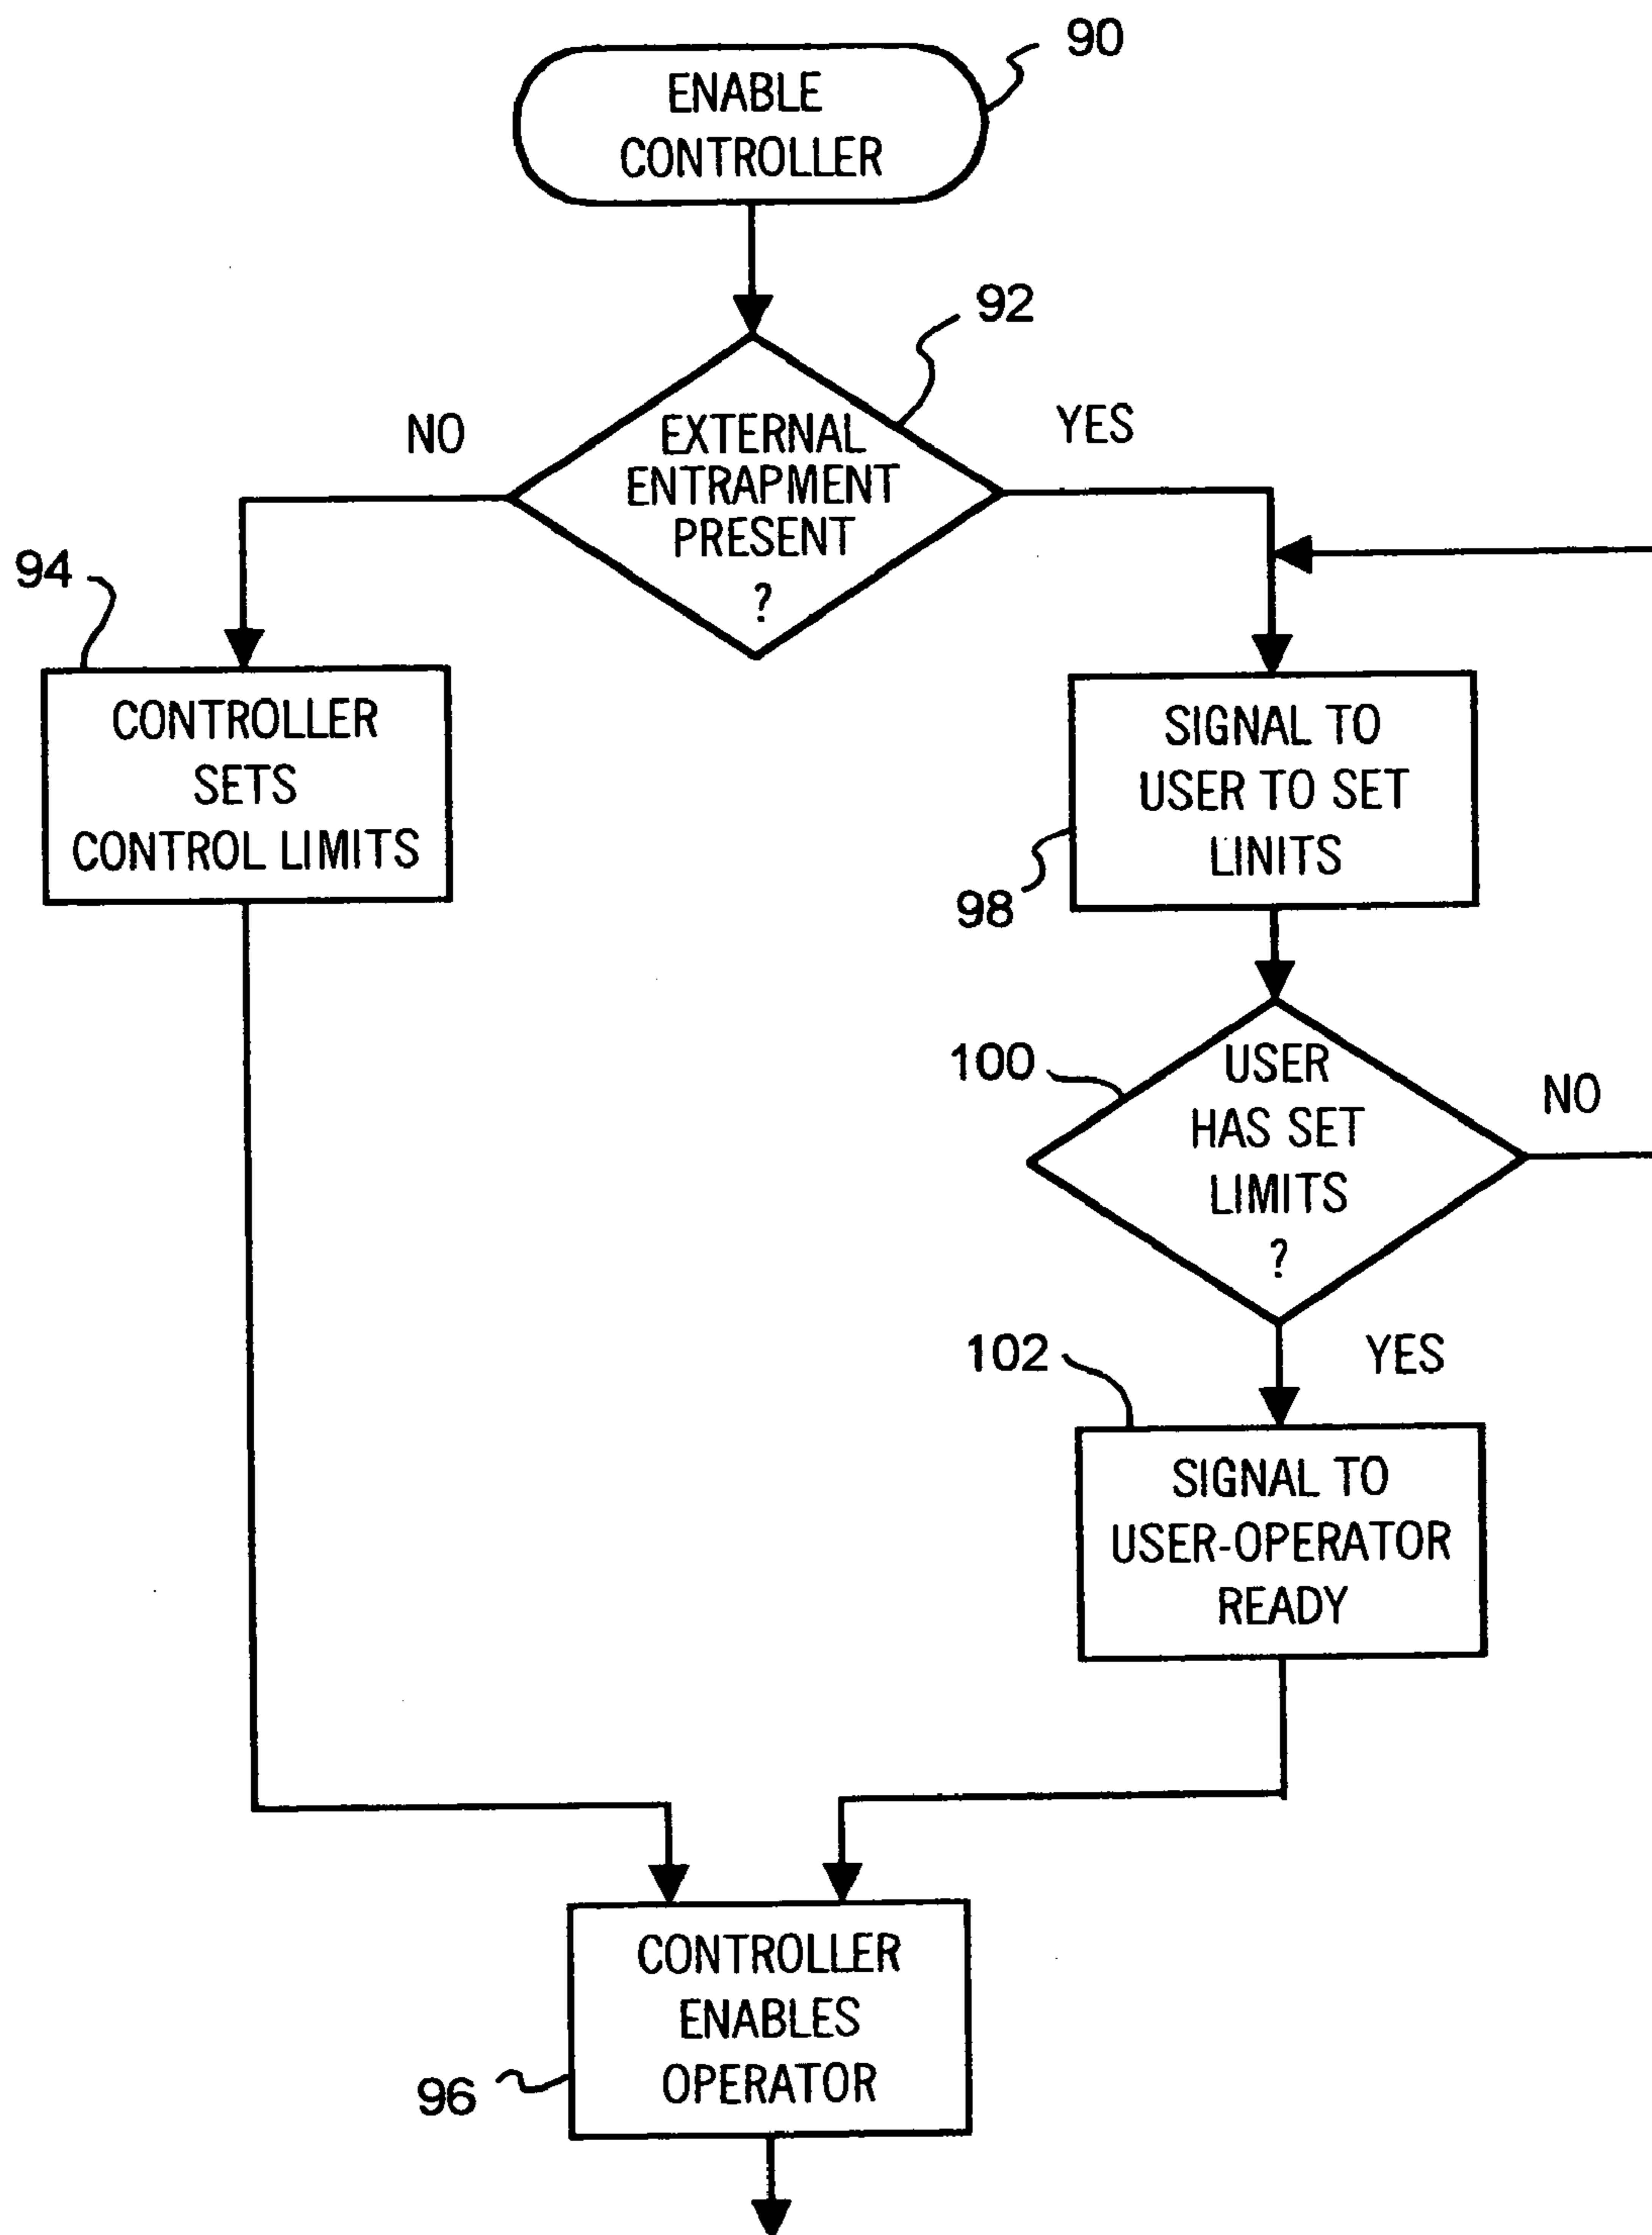 90
ENABLE
CONTROLLER
92
NO
YES
EXTERNAL
ENTRAPMENT
PRESENT
?
94
CONTROLLER
SETS
CONTROL LIMITS
SIGNAL TO
USER TO SET
LINITS
98
100
USER
HAS SET
LIMITS
?
NO
102
YES
SIGNAL TO
USER-OPERATOR
READY
CONTROLLER
ENABLES
OPERATOR
96